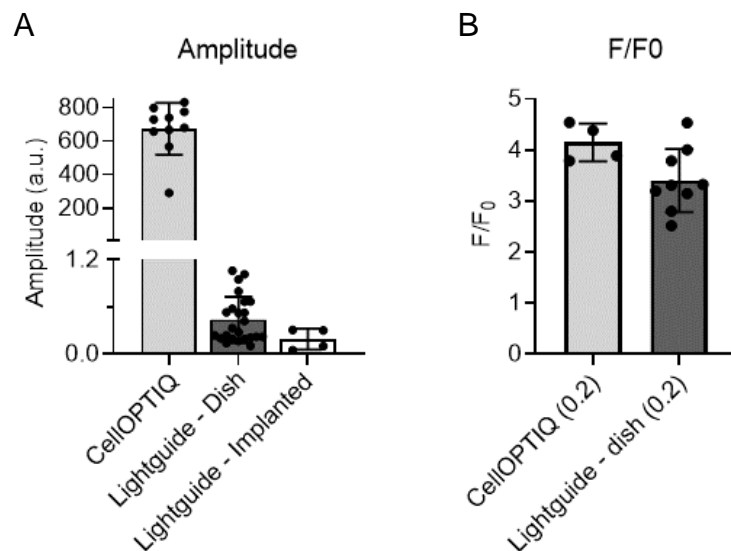 A
Amplitude
Amplitude (a.u.)
800
600
400
200
1.2
0.0
CellOPTIQ
Lightguide - Dish
Lightguide - Implanted
B
F/F0
F/F0
5
4
3
2
1
0
CellOPTIQ (0.2)
Lightguide - dish (0.2)